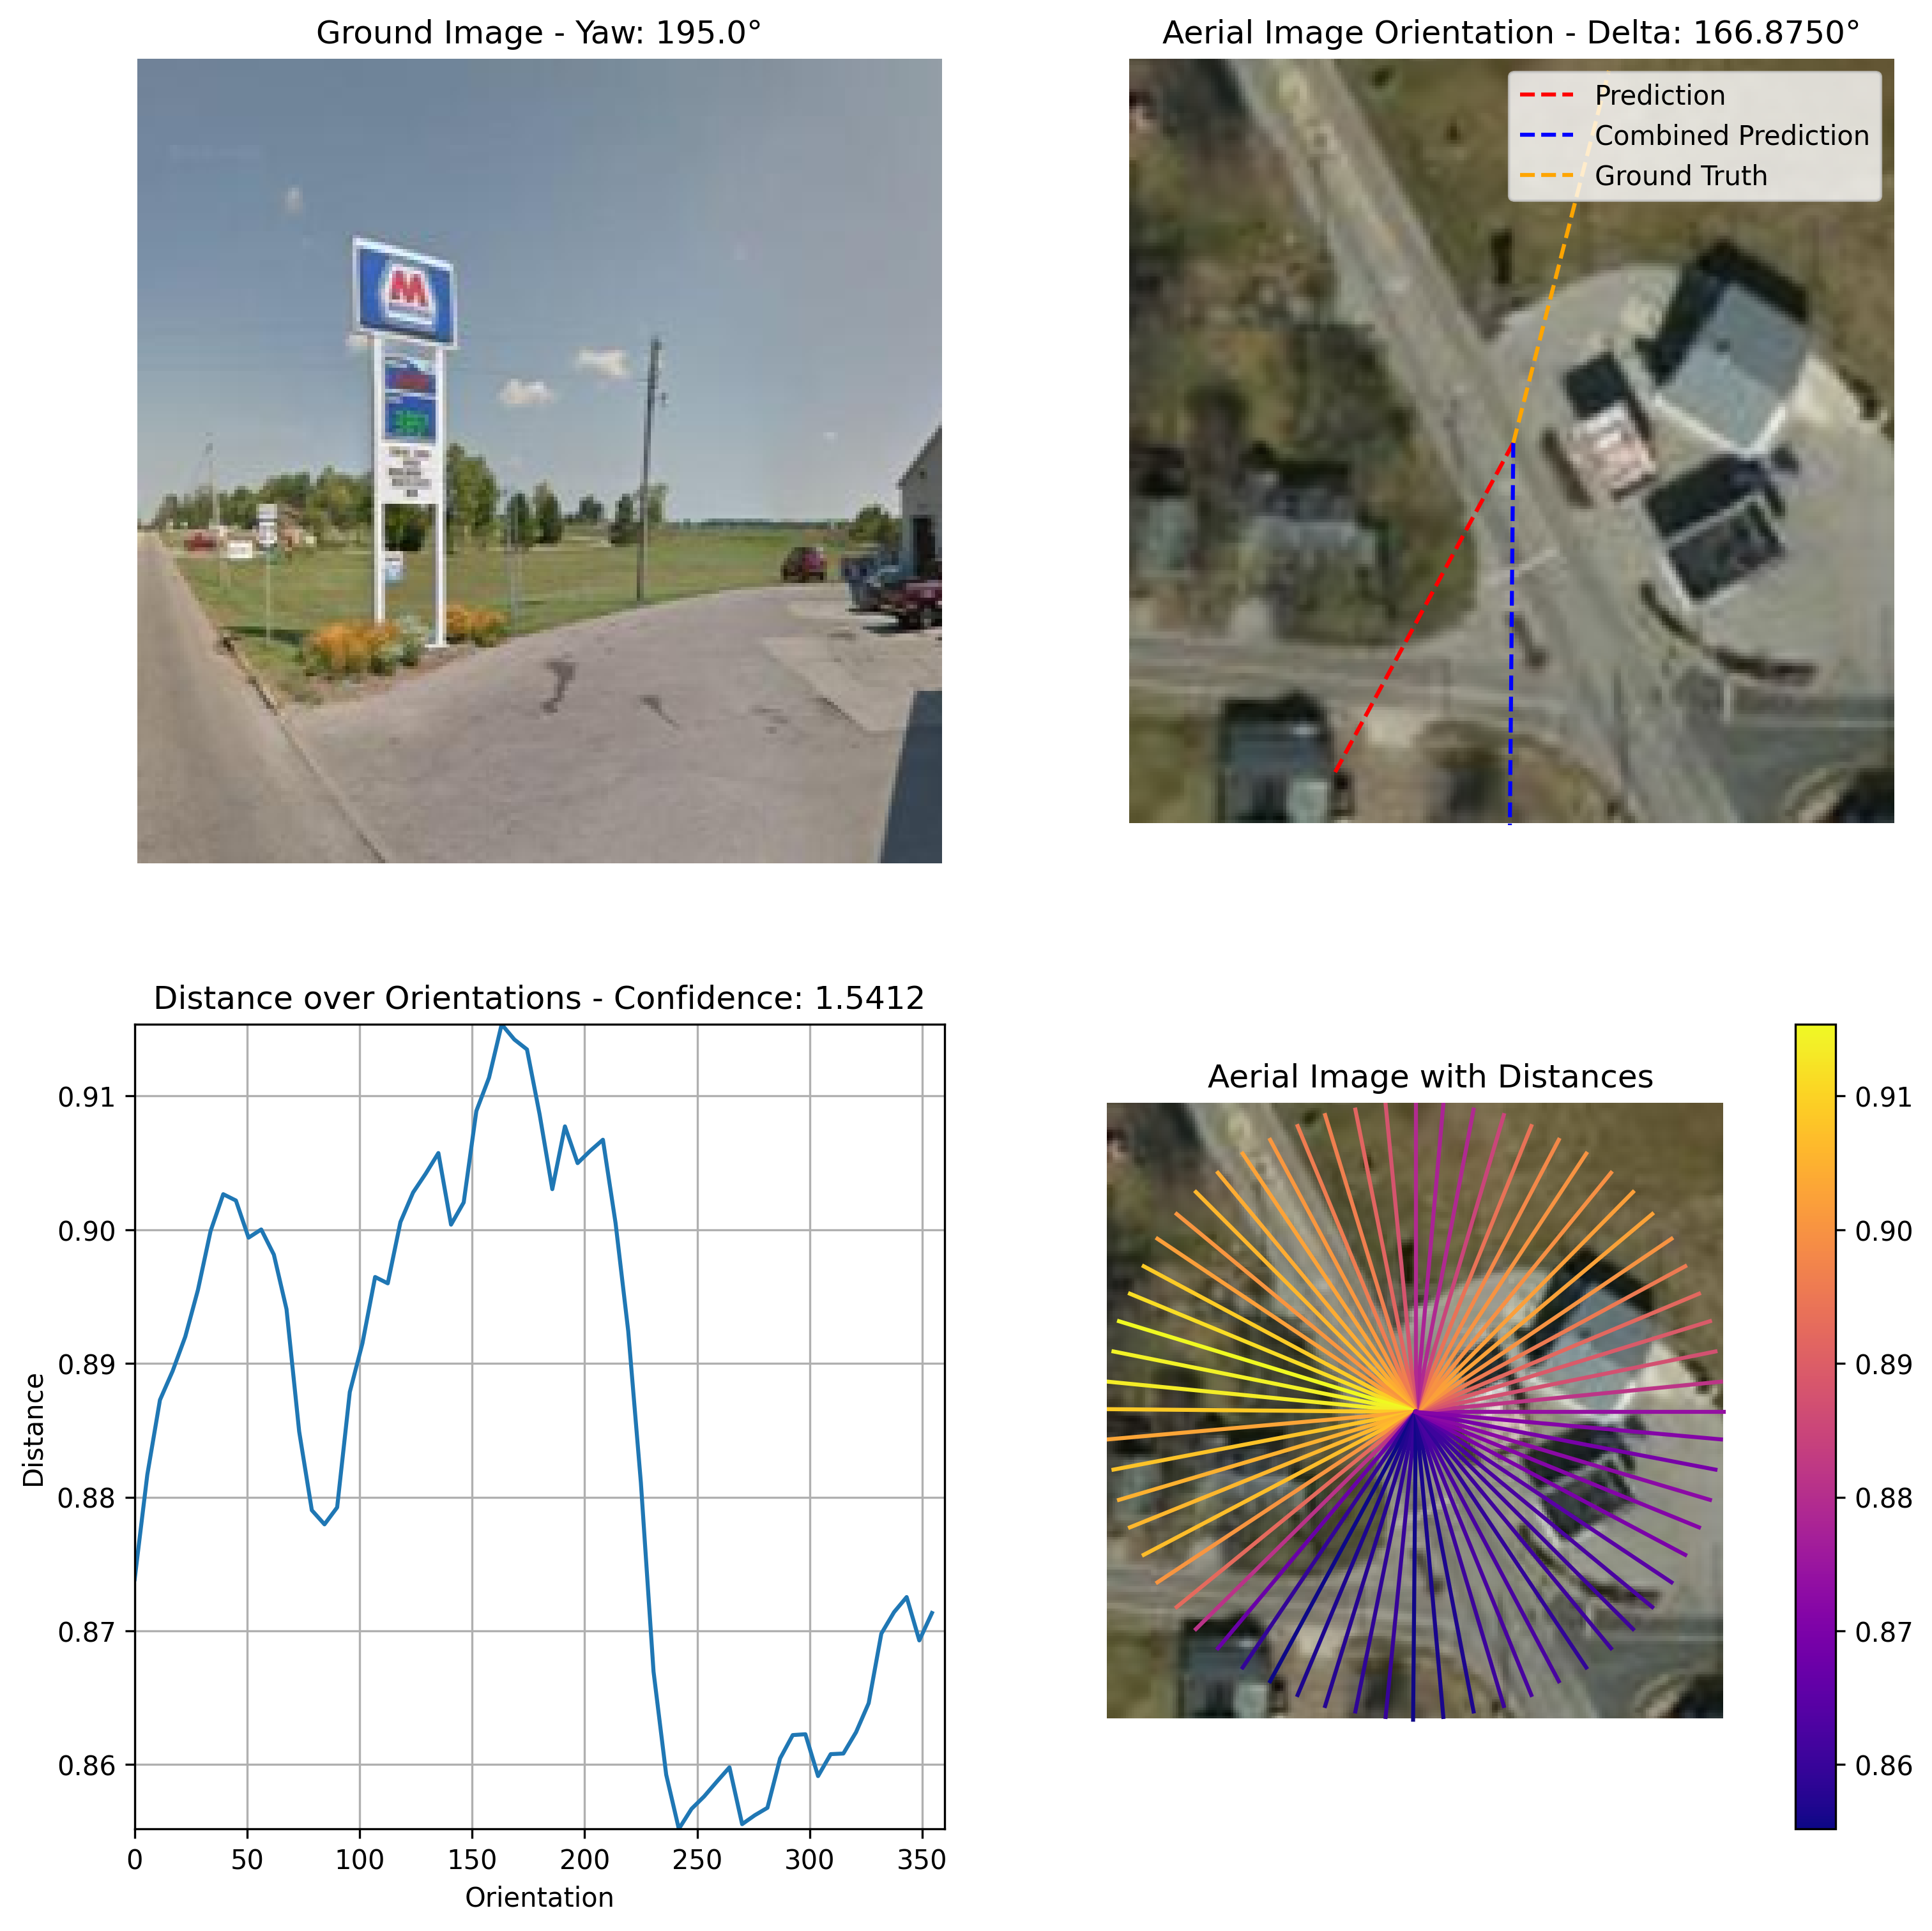 Ground Image - Yaw: 195.0°
M
Aerial Image Orientation - Delta: 166.8750°
Prediction
Combined Prediction
Ground Truth
Distance over Orientations - Confidence: 1.5412
Distance
0.91
0.90
0.89
0.88
0.87
0.86
0
50
100
150
200
250
300
350
Orientation
Aerial Image with Distances
0.91
0.90
0.89
0.88
0.87
0.86